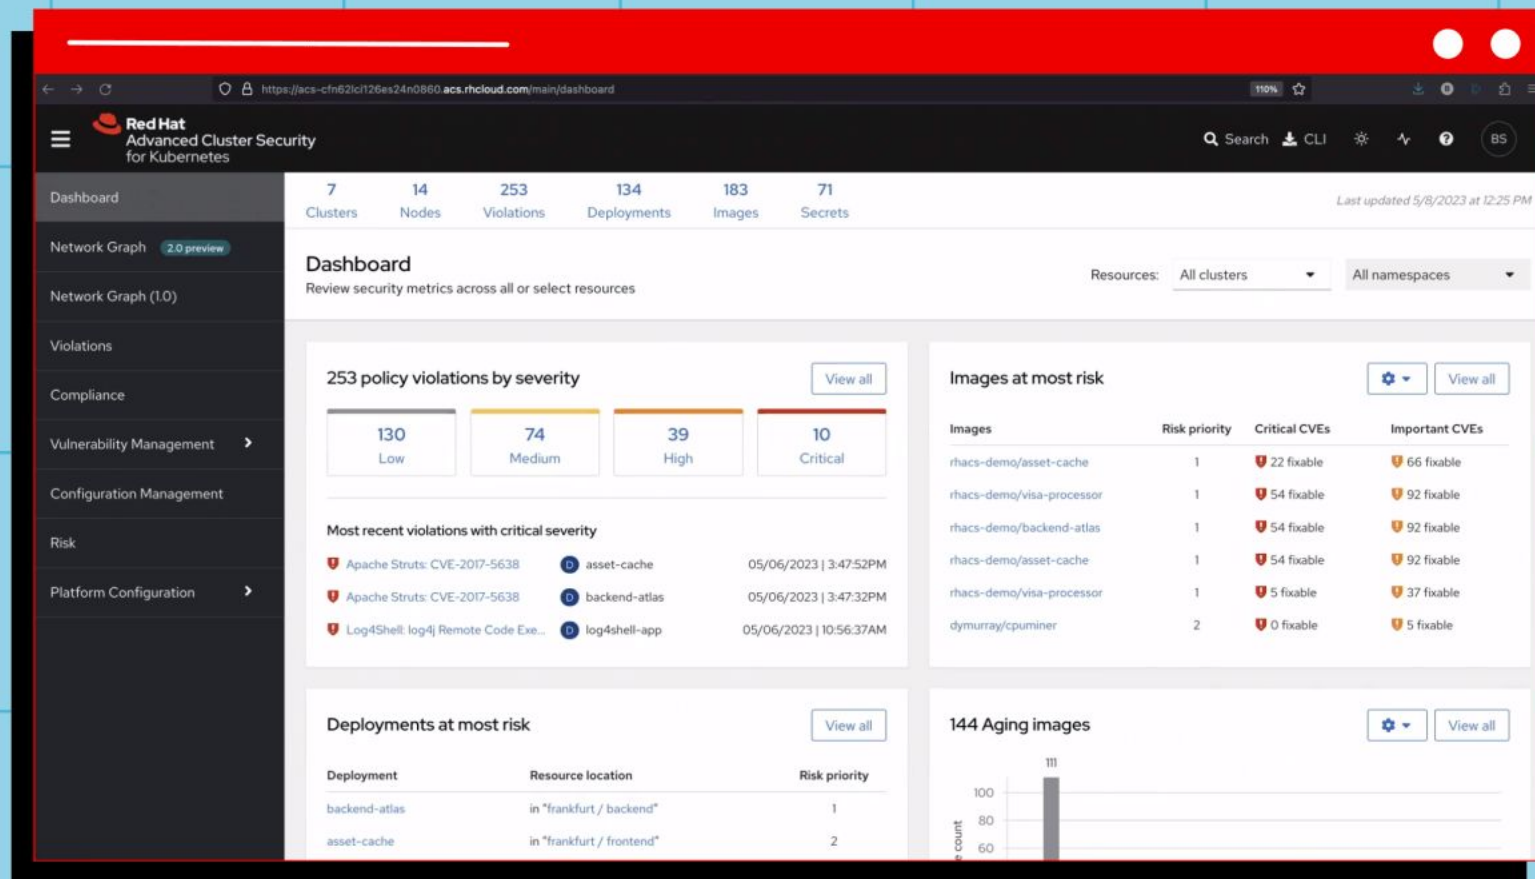 https://acs-cfn62lci126es24n0860.acs.rhcloud.com/main/dashboard
110%
Red Hat
Advanced Cluster Security
for Kubernetes
Search
CLI
BS
Dashboard
Network Graph 2.0 preview
Network Graph (1.0)
Violations
Compliance
Vulnerability Management
Configuration Management
Risk
Platform Configuration
7 14 253 134 183 71
Clusters Nodes Violations Deployments Images Secrets
Last updated 5/8/2023 at 12:25 PM
Dashboard
Review security metrics across all or select resources
Resources: All clusters All namespaces
253 policy violations by severity View all
130 74 39 10
Low Medium High Critical
Most recent violations with critical severity
Apache Struts: CVE-2017-5638 D asset-cache 05/06/2023 | 3:47:52PM
Apache Struts: CVE-2017-5638 D backend-atlas 05/06/2023 | 3:47:32PM
Log4Shell: log4j Remote Code Exe... D log4shell-app 05/06/2023 | 10:56:37AM
Images at most risk View all
Images Risk priority Critical CVEs Important CVEs
rhacs-demo/asset-cache 1 22 fixable 66 fixable
rhacs-demo/visa-processor 1 54 fixable 92 fixable
rhacs-demo/backend-atlas 1 54 fixable 92 fixable
rhacs-demo/asset-cache 1 54 fixable 92 fixable
rhacs-demo/visa-processor 1 5 fixable 37 fixable
dymurray/cpuminer 2 0 fixable 5 fixable
Deployments at most risk View all
Deployment Resource location Risk priority
backend-atlas in "frankfurt / backend" 1
asset-cache in "frankfurt / frontend" 2
144 Aging images View all
111
100
80
60
count